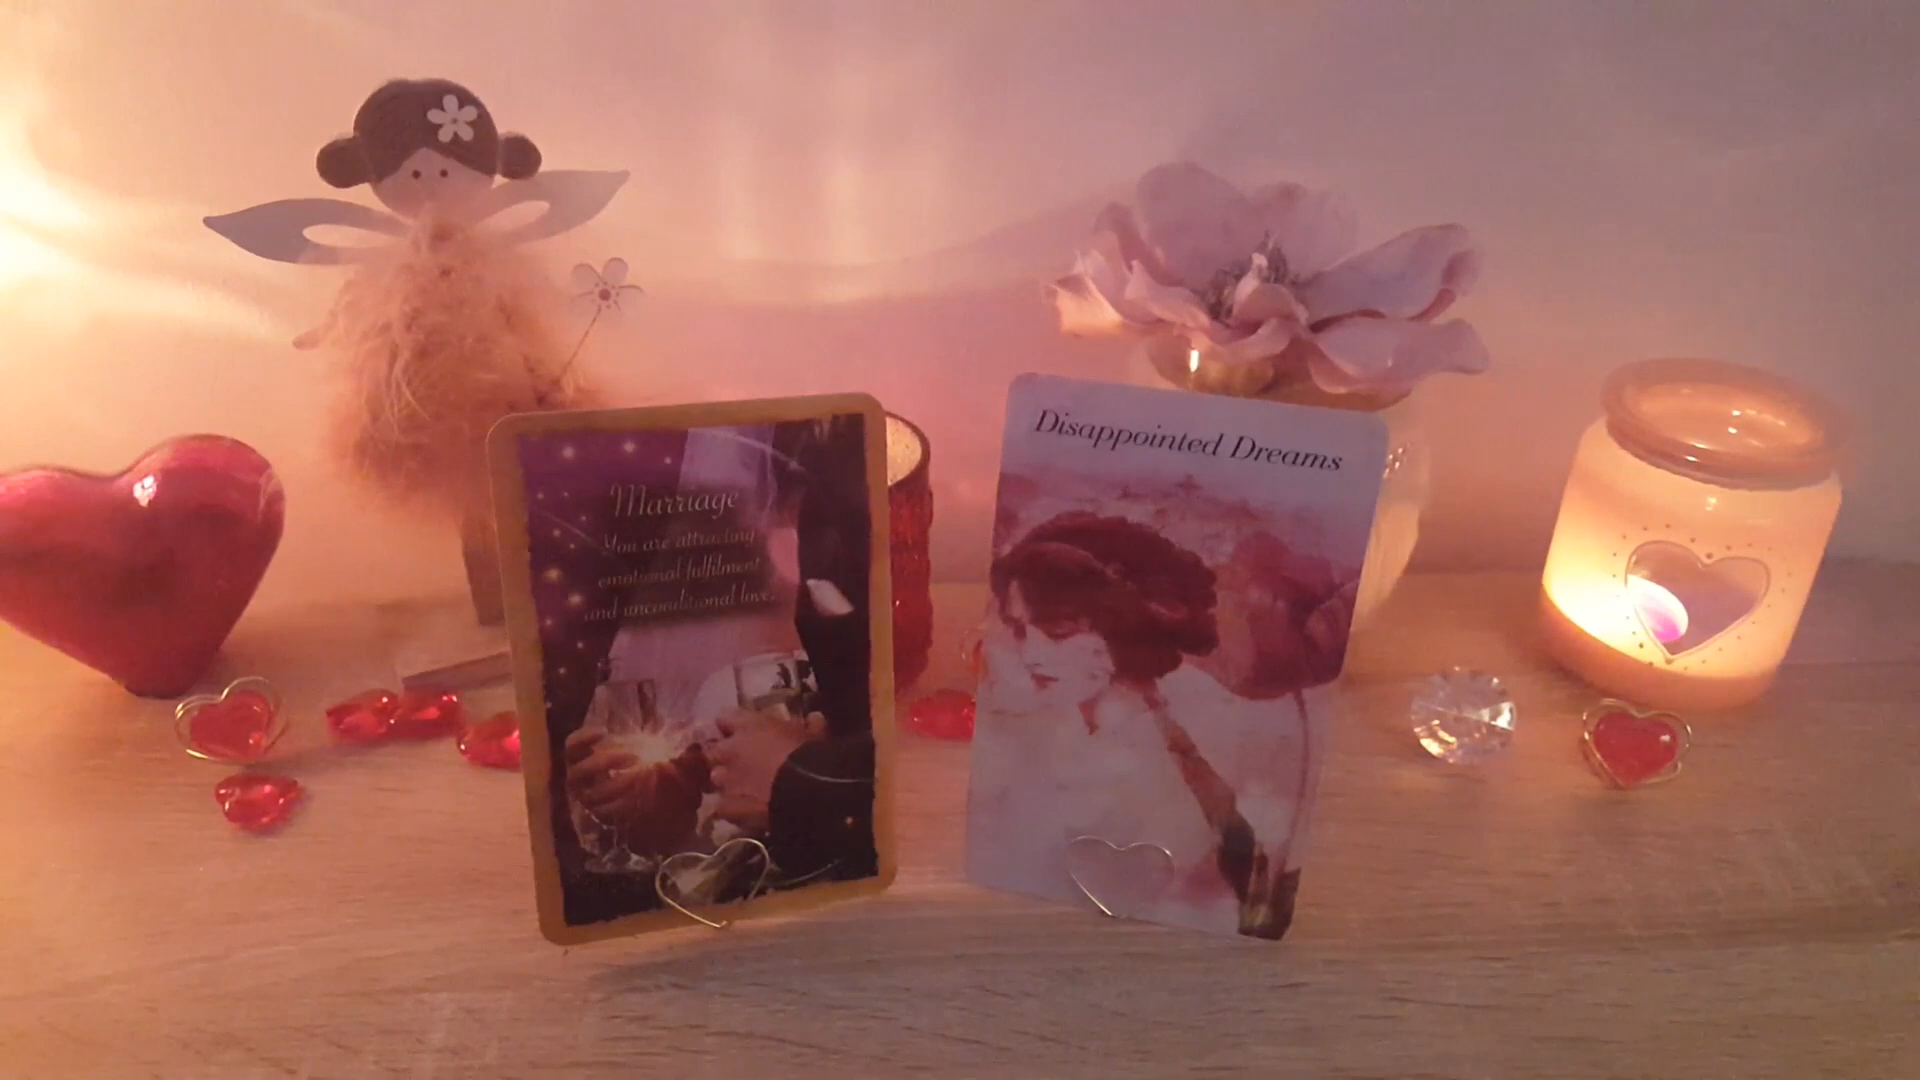 Marriage
You are attracting
emotional fulfilment
and unconditional love.
Disappointed Dreams